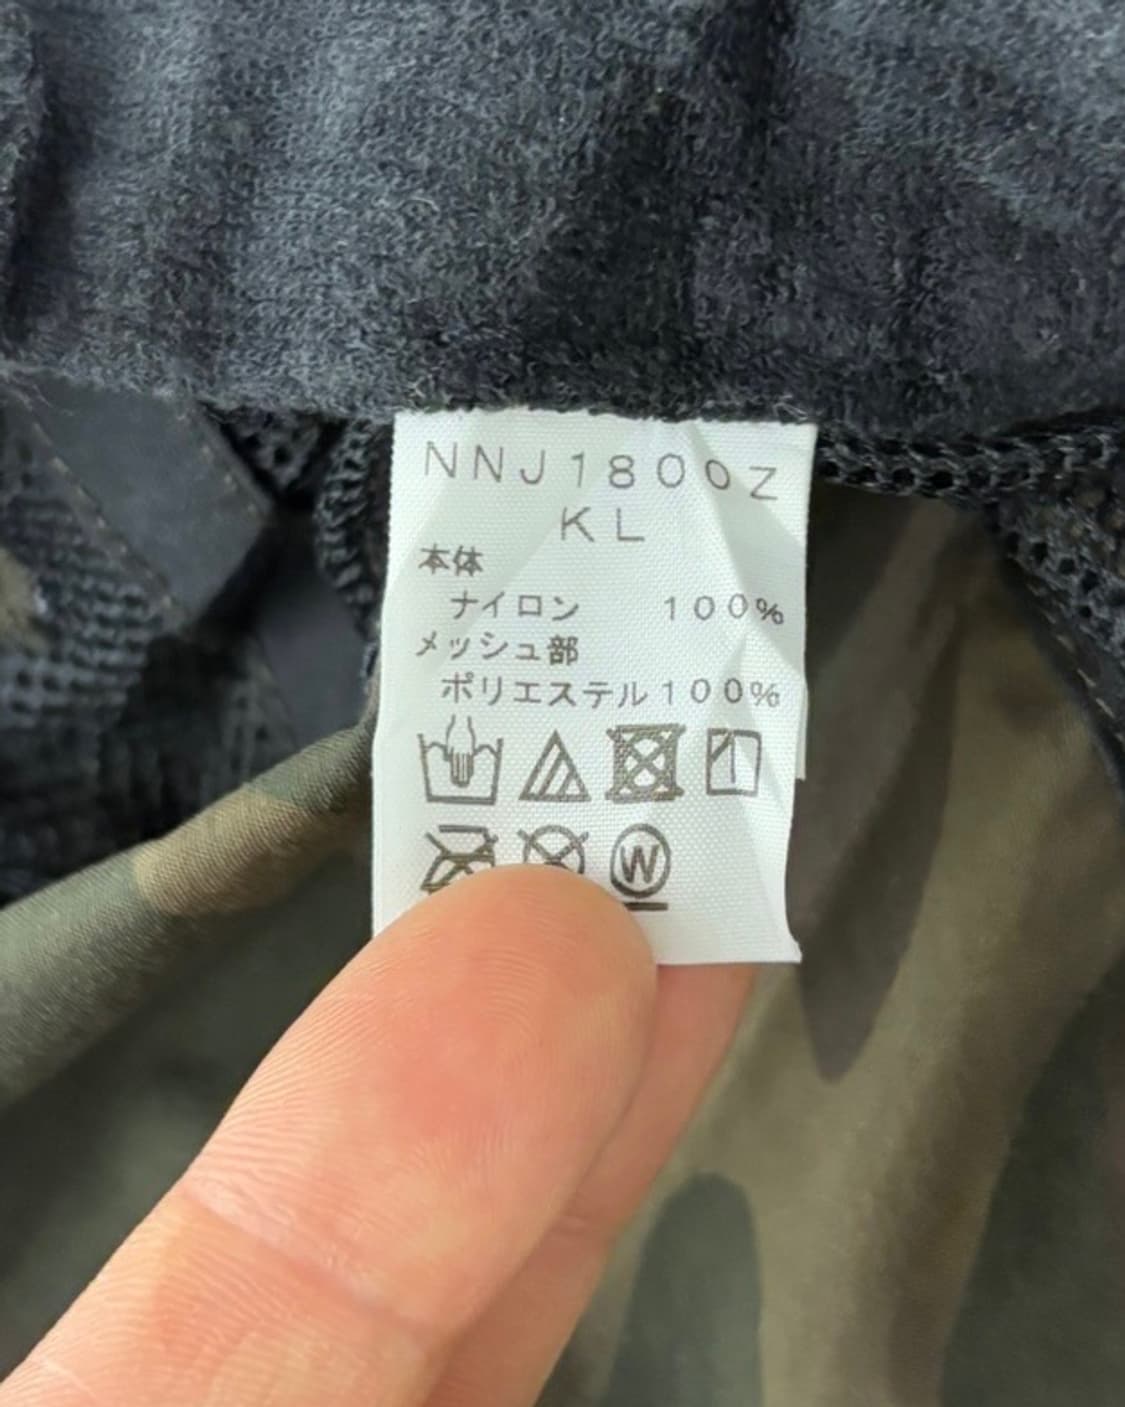 NNJ1800Z
KL
本体
ナイロン 100%
メッシュ部
ポリエステル100%
W